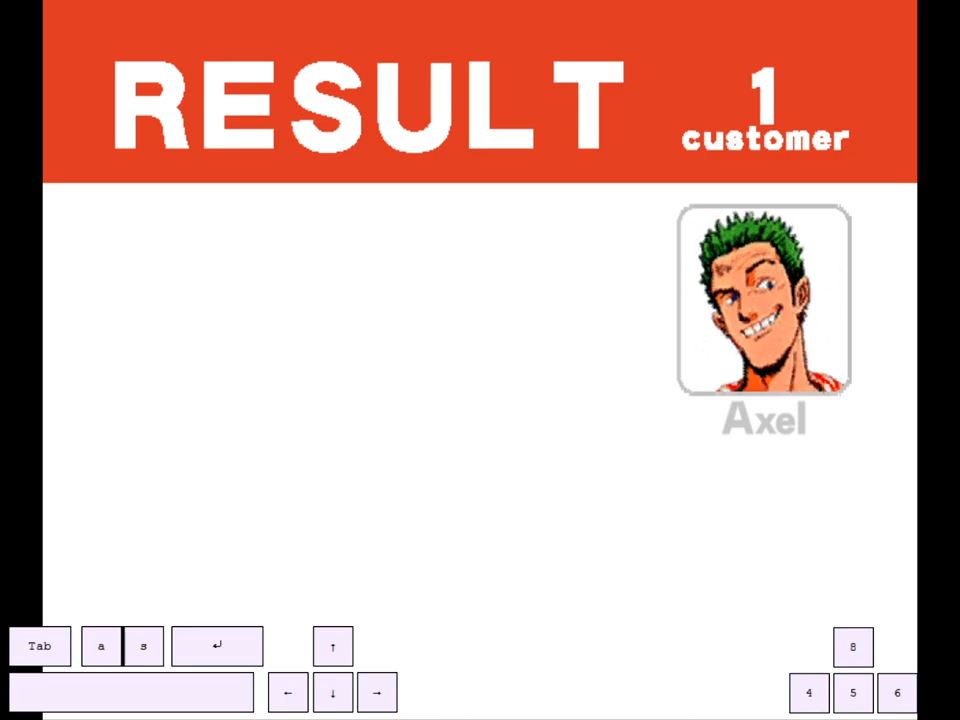 RESULT
1
customer
Axel
Tab a s ↵ ↑ 8
← ↓ → 4 5 6